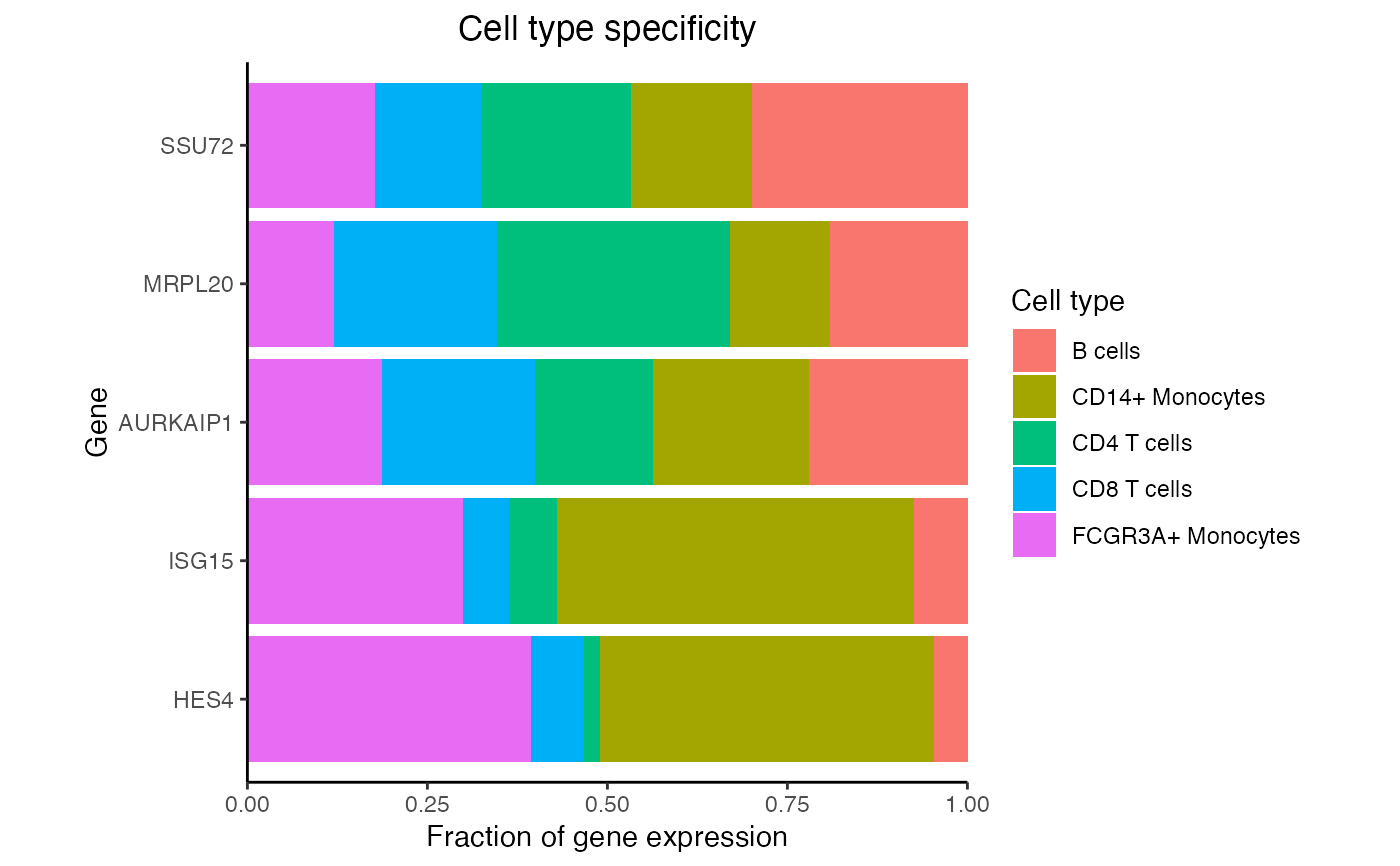 Cell type specificity
SSU72
MRPL20
AURKAIP1
ISG15
HES4
Gene
0.00 0.25 0.50 0.75 1.00
Fraction of gene expression
Cell type
B cells
CD14+ Monocytes
CD4 T cells
CD8 T cells
FCGR3A+ Monocytes